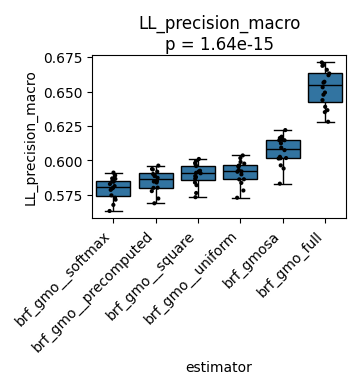 LL_precision_macro
p = 1.64e-15
LL_precision_macro
0.675
0.650
0.625
0.600
0.575
brf_gmo__softmax
brf_gmo__precomputed
brf_gmo__square
brf_gmo__uniform
brf_gmosa
brf_gmo_full
estimator